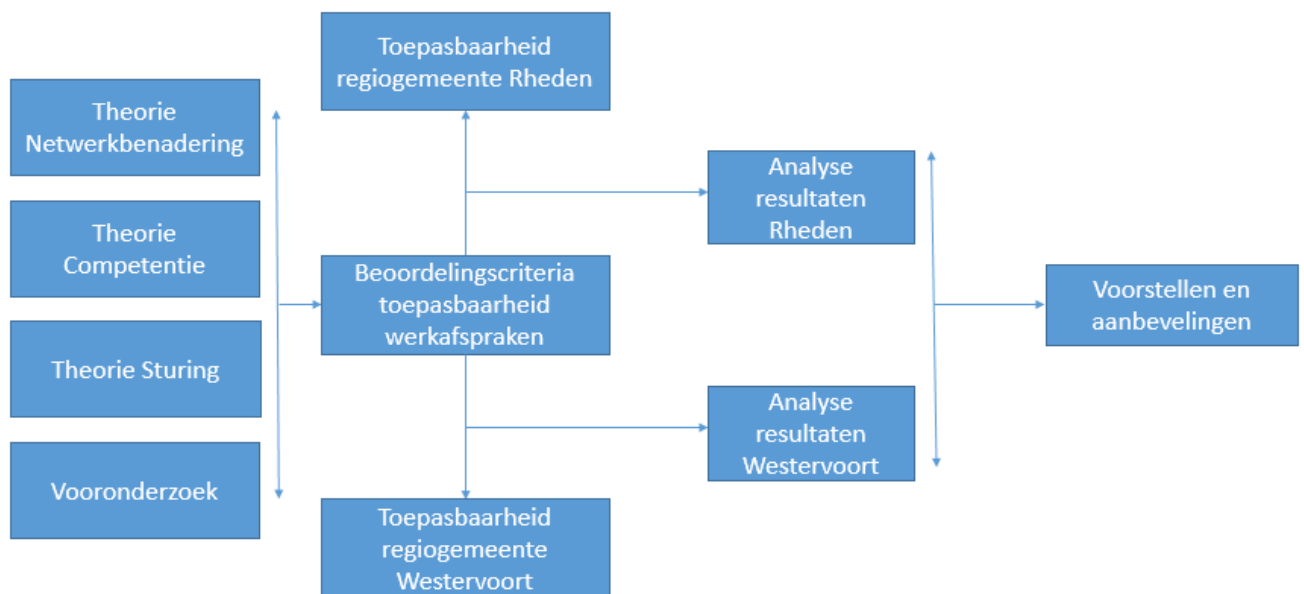 Theorie
Netwerkbenadering
Theorie
Competentie
Theorie Sturing
Vooronderzoek
Toepasbaarheid
regiogemeente Rheden
Beoordelingscriteria
toepasbaarheid
werkafspraken
Toepasbaarheid
regiogemeente
Westervoort
Analyse
resultaten
Rheden
Analyse
resultaten
Westervoort
Voorstellen en
aanbevelingen